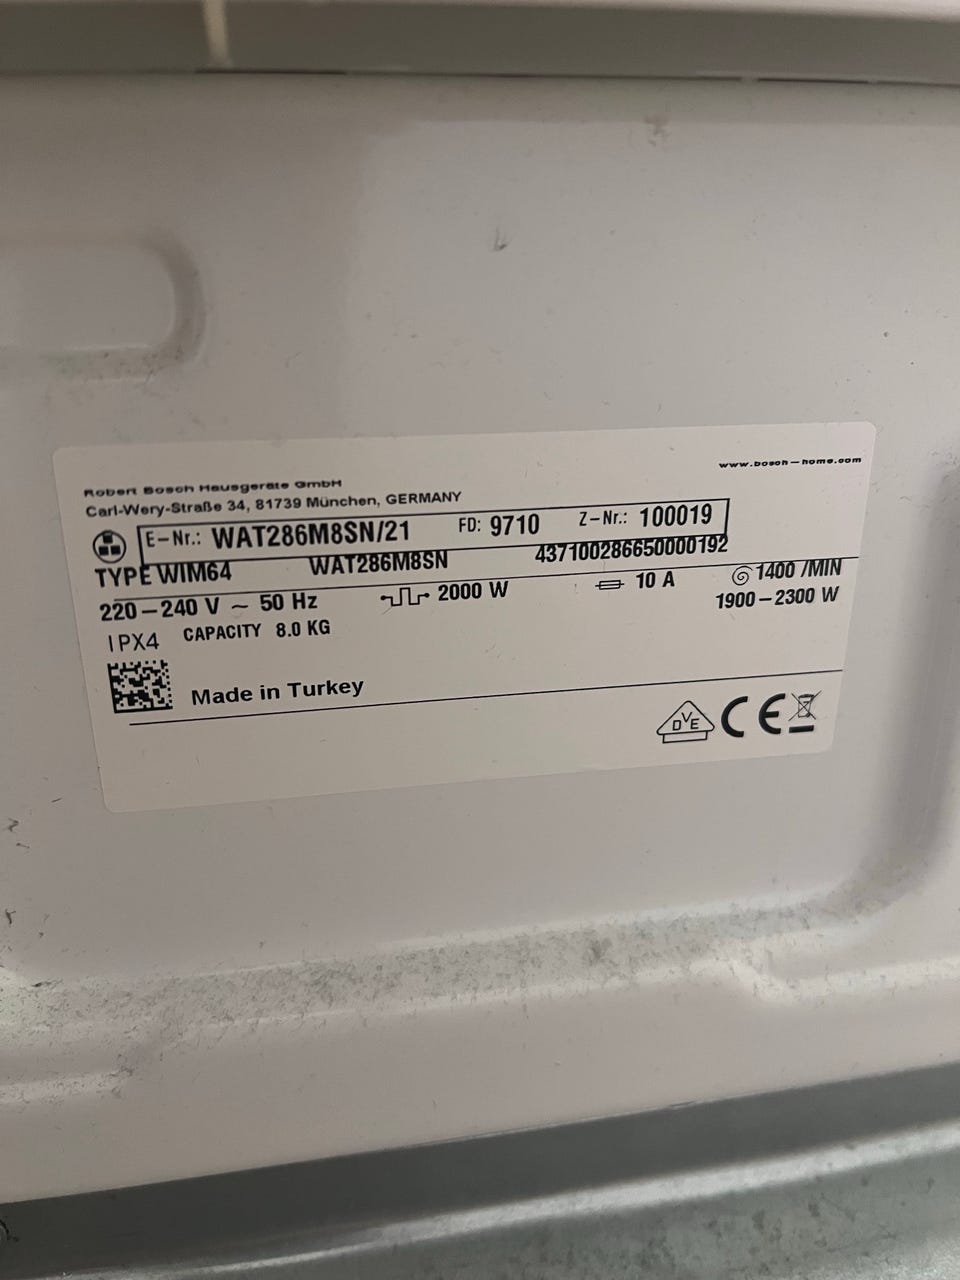 www.bosch-home.com
Robert Bosch Hausgeräte GmbH
Carl-Wery-Straße 34, 81739 München, GERMANY
E-Nr.: WAT286M8SN/21 FD: 9710 Z-Nr.: 100019
TYPE WIM64 WAT286M8SN 437100286650000192
220-240 V ~ 50 Hz 2000 W 10 A 1400 /MIN
IPX4 CAPACITY 8.0 KG 1900-2300 W
Made in Turkey
DVE CE